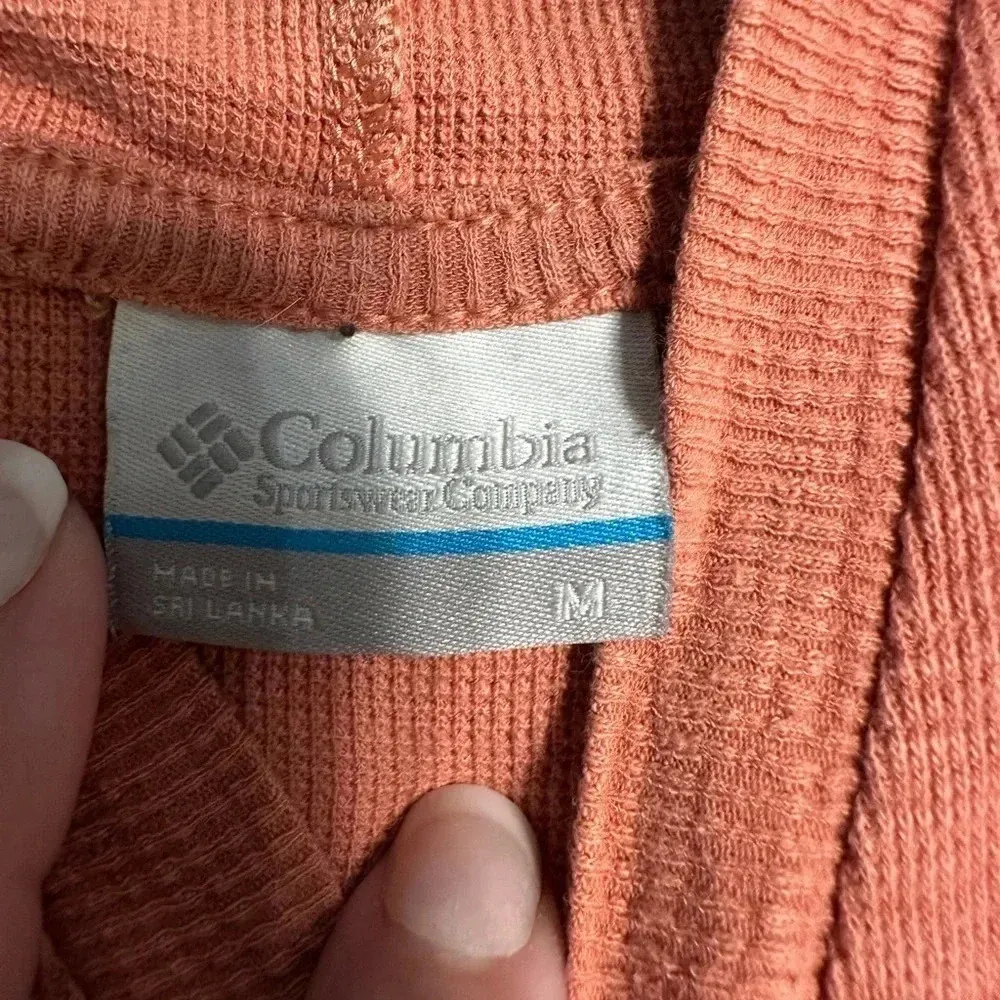 Columbia
Sportswear Company
MADE IN
SRI LANKA
M